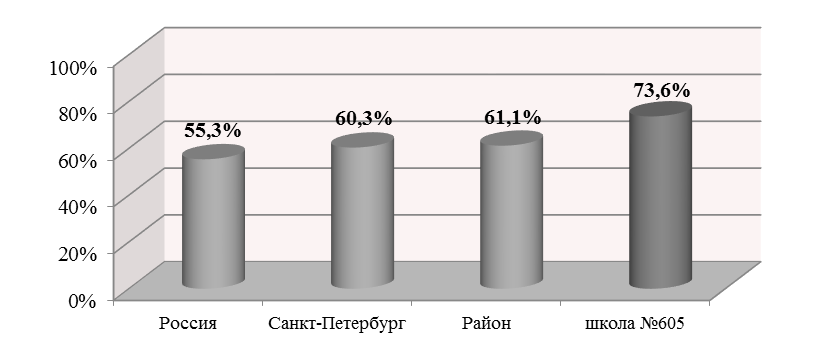 100%
80%
60%
40%
20%
0%
55,3%
60,3%
61,1%
73,6%
Россия
Санкт-Петербург
Район
школа №605